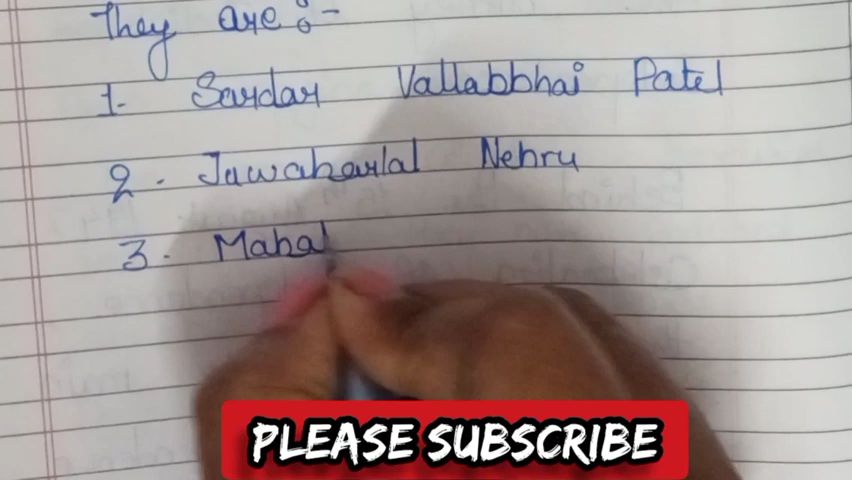 They are :-
1. Sardar Vallabbhai Patel
2. Jawaharlal Nehru
3. Maha
PLEASE SUBSCRIBE